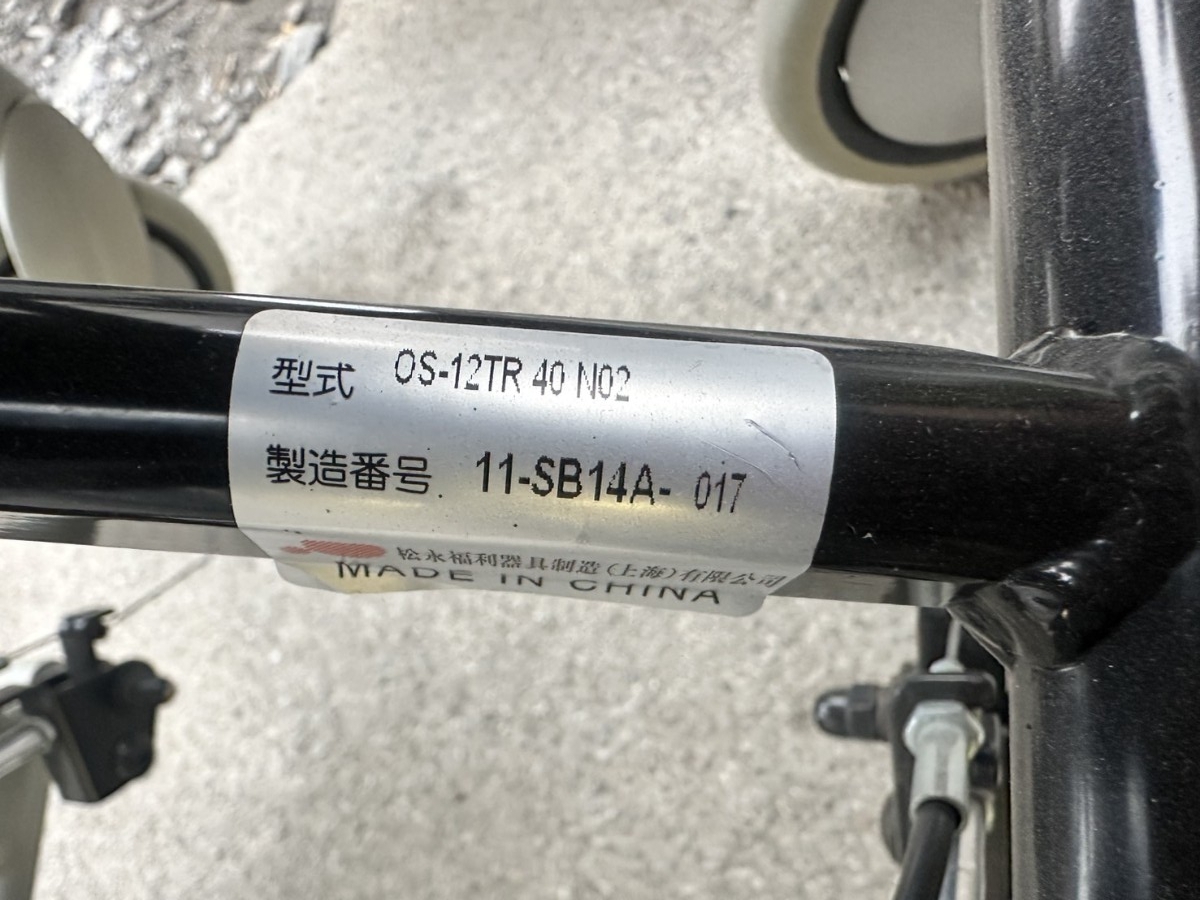 型式 OS-12TR 40 N02
製造番号 11-SB14A- 017
松永福利器具制造(上海)有限公司
MADE IN CHINA